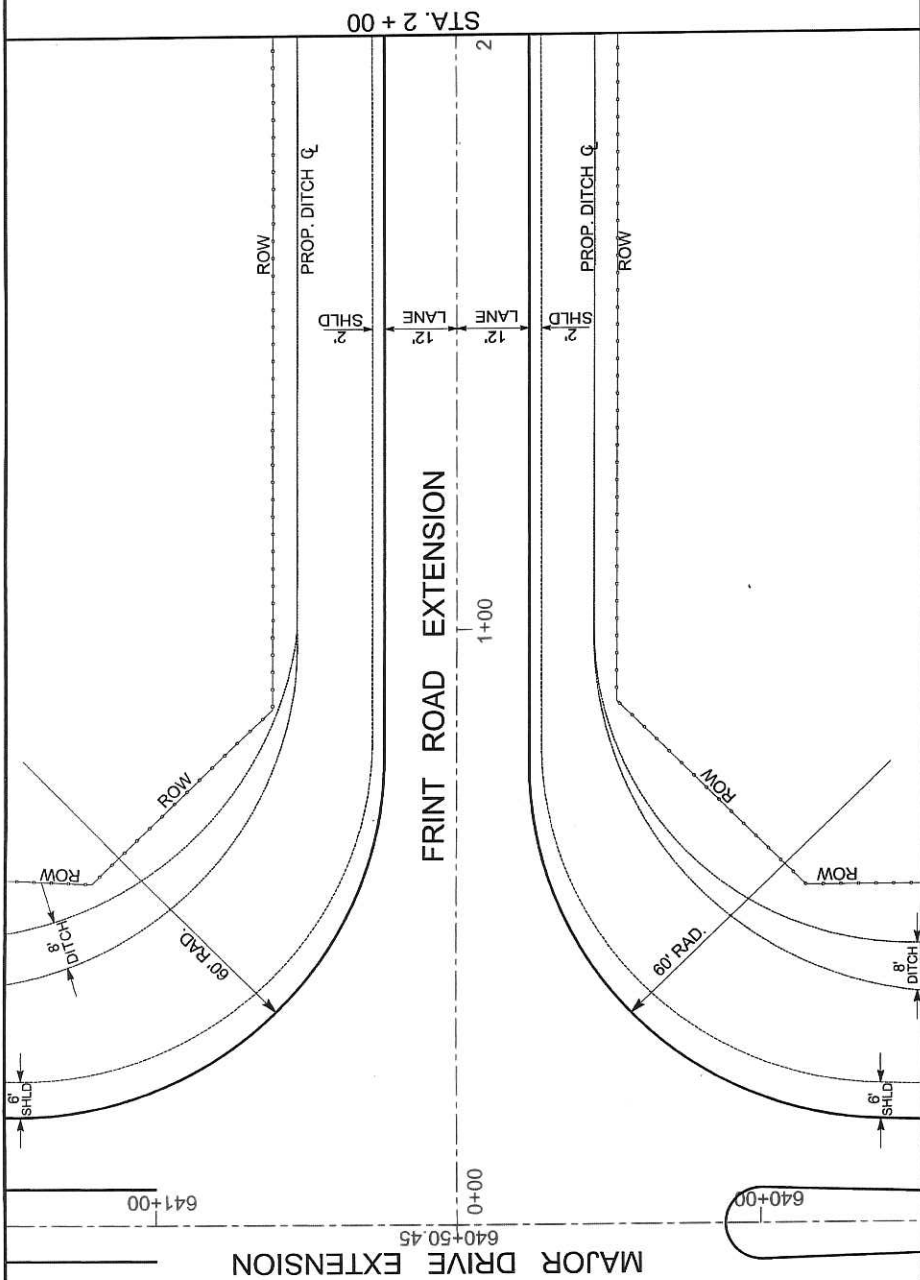 STA. 2 + 00
2
ROW
PROP. DITCH ℄
PROP. DITCH ℄
ROW
2'
SHLD
12'
LANE
12'
LANE
2'
SHLD
FRINT ROAD EXTENSION
1+00
ROW
ROW
ROW
ROW
8'
DITCH
60' RAD.
60' RAD.
8'
DITCH
6'
SHLD
6'
SHLD
641+00
0+00
640+00
640+50.45
MAJOR DRIVE EXTENSION